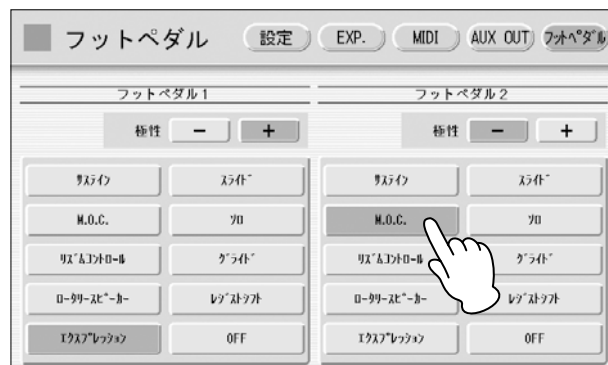 フットペダル 設定 EXP. MIDI AUX OUT フットペダル
フットペダル1 フットペダル2
極性 − + 極性 − +
サステイン スライド サステイン スライド
M.O.C. ソロ M.O.C. ソロ
リズムコントロール グライド リズムコントロール グライド
ロータリースピーカー レジストシフト ロータリースピーカー レジストシフト
エクスプレッション OFF エクスプレッション OFF